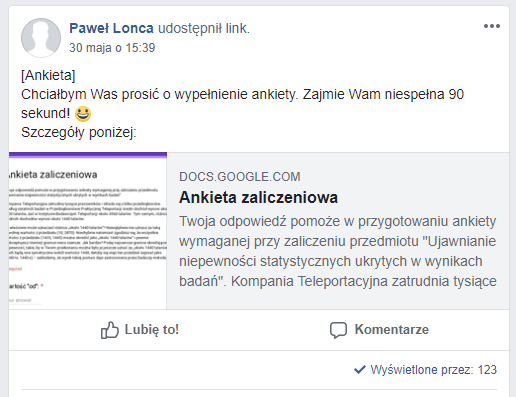 Paweł Lonca udostępnił link.
30 maja o 15:39
[Ankieta]
Chciałbym Was prosić o wypełnienie ankiety. Zajmie Wam niespełna 90
sekund! 😀
Szczegóły poniżej:
Ankieta zaliczeniowa
DOCS.GOOGLE.COM
Ankieta zaliczeniowa
Twoja odpowiedź pomoże w przygotowaniu ankiety
wymaganej przy zaliczeniu przedmiotu "Ujawnianie
niepewności statystycznych ukrytych w wynikach
badań". Kompania Teleportacyjna zatrudnia tysiące
Lubię to!
Komentarze
Wyświetlone przez: 123